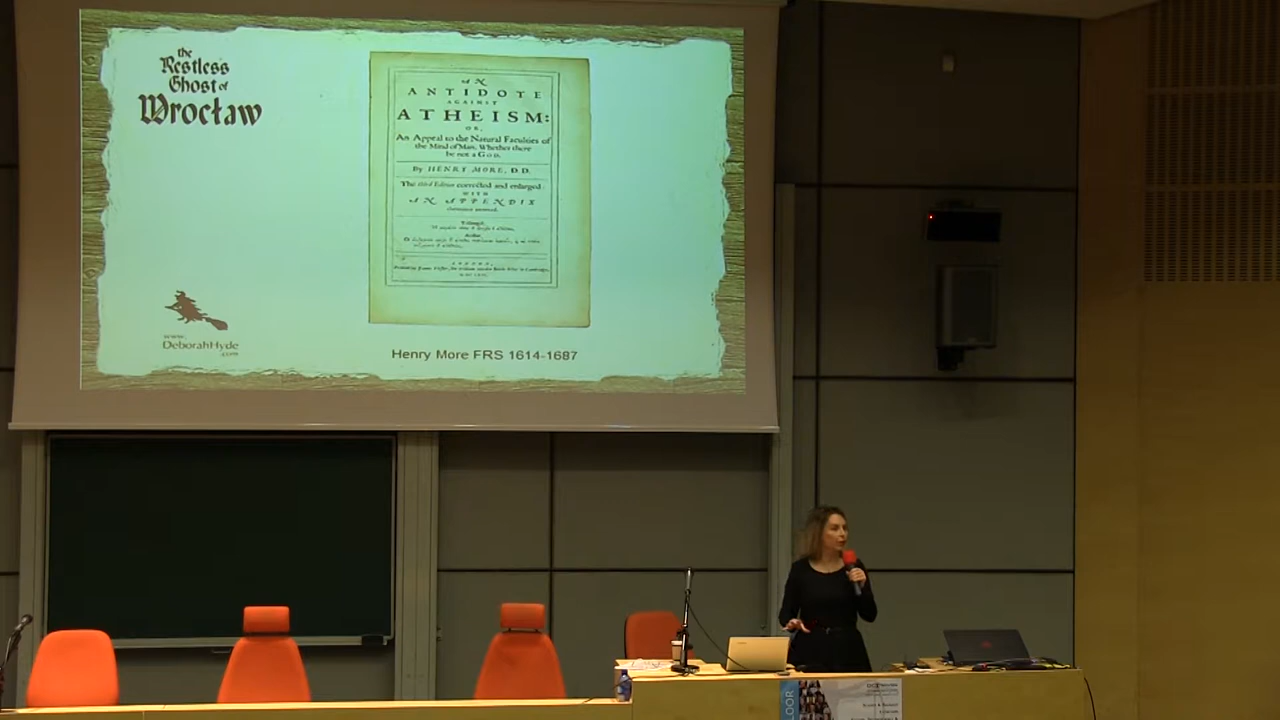 the
Restless
Ghost of
Wrocław
AN
ANTIDOTE
AGAINST
ATHEISM:
OR,
An Appeal to the Natural Faculties of
the Mind of Man, Whether there
be not a GOD.
By HENRY MORE, D.D.
The third Edition corrected and enlarged:
WITH
AN APPENDIX
LONDON,
www.
DeborahHyde
.com
Henry More FRS 1614-1687
LOOR